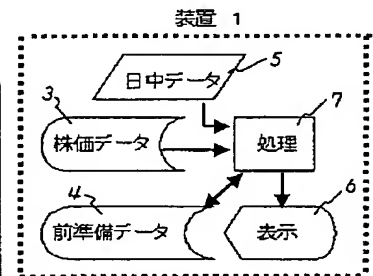 装置 1
日中データ 5
3 7
株価データ 処理
4 6
前準備データ 表示